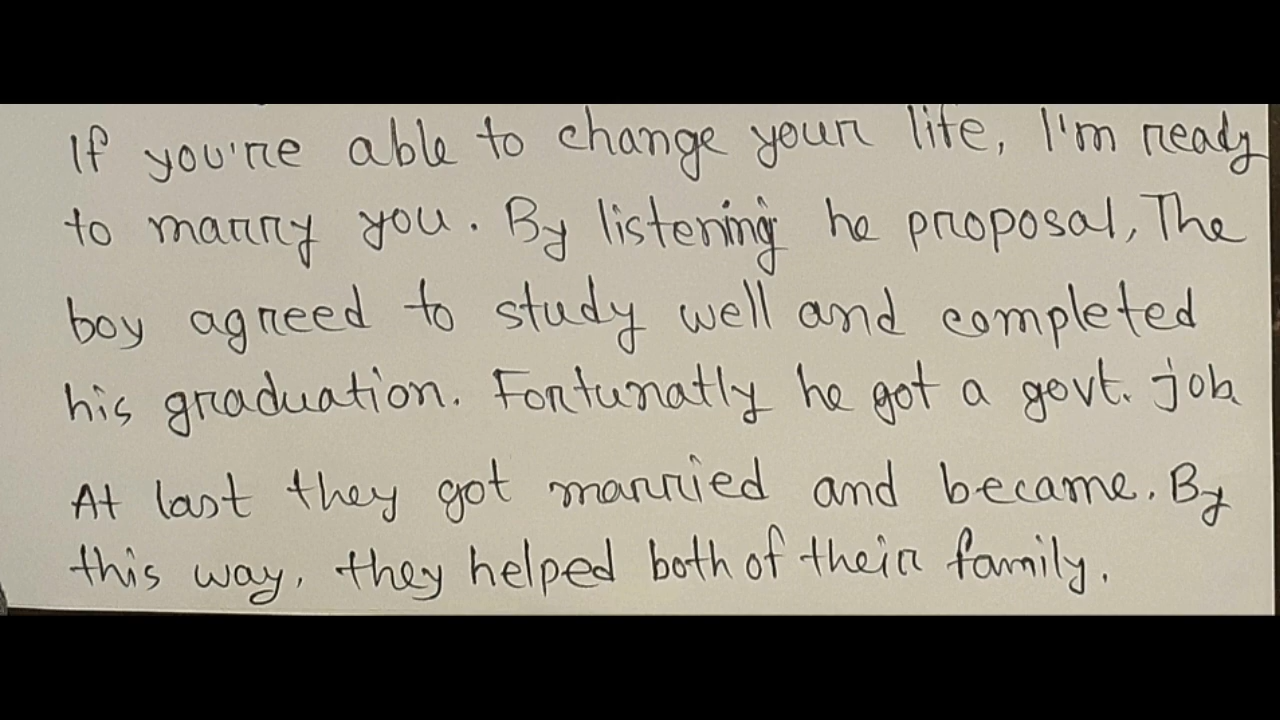 If you're able to change your life, I'm ready
to marry you. By listening he proposal, The
boy agreed to study well and completed
his graduation. Fortunatly he got a govt. job.
At last they got married and became. By
this way, they helped both of their family.